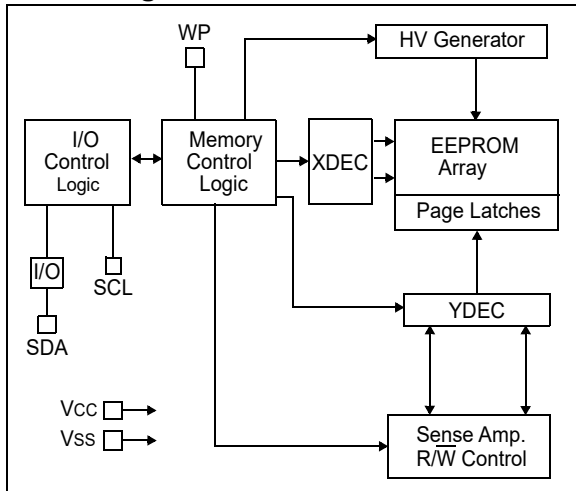 WP
HV Generator
I/O
Control
Logic
Memory
Control
Logic
XDEC
EEPROM
Array
Page Latches
I/O
SCL
SDA
YDEC
Vcc
Vss
Sense Amp.
R/W̅ Control